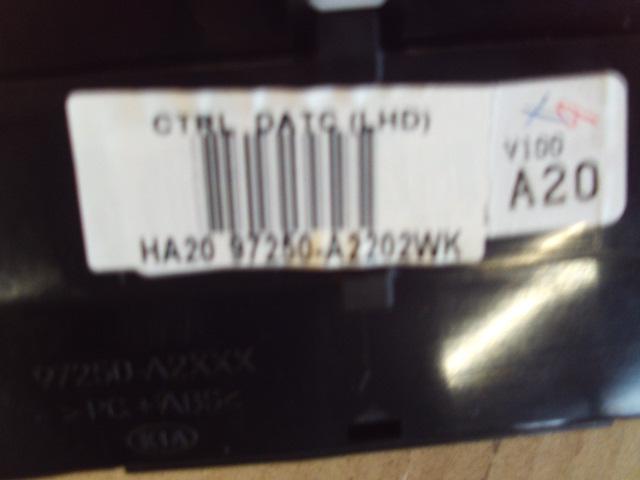 CTRL DATC (LHD)
V100
A20
HA20 97250-A2202WK
97250-A2XXX
>PC+ABS<
KIA